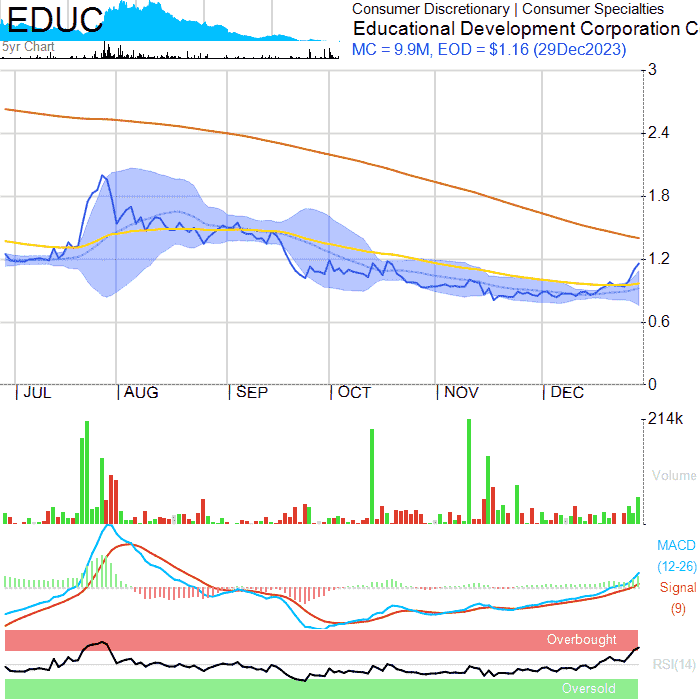 EDUC
5yr Chart
Consumer Discretionary | Consumer Specialties
Educational Development Corporation C
MC = 9.9M, EOD = $1.16 (29Dec2023)
3
2.4
1.8
1.2
0.6
0
JUL AUG SEP OCT NOV DEC
214k
Volume
MACD
(12-26)
Signal
(9)
Overbought
RSI(14)
Oversold